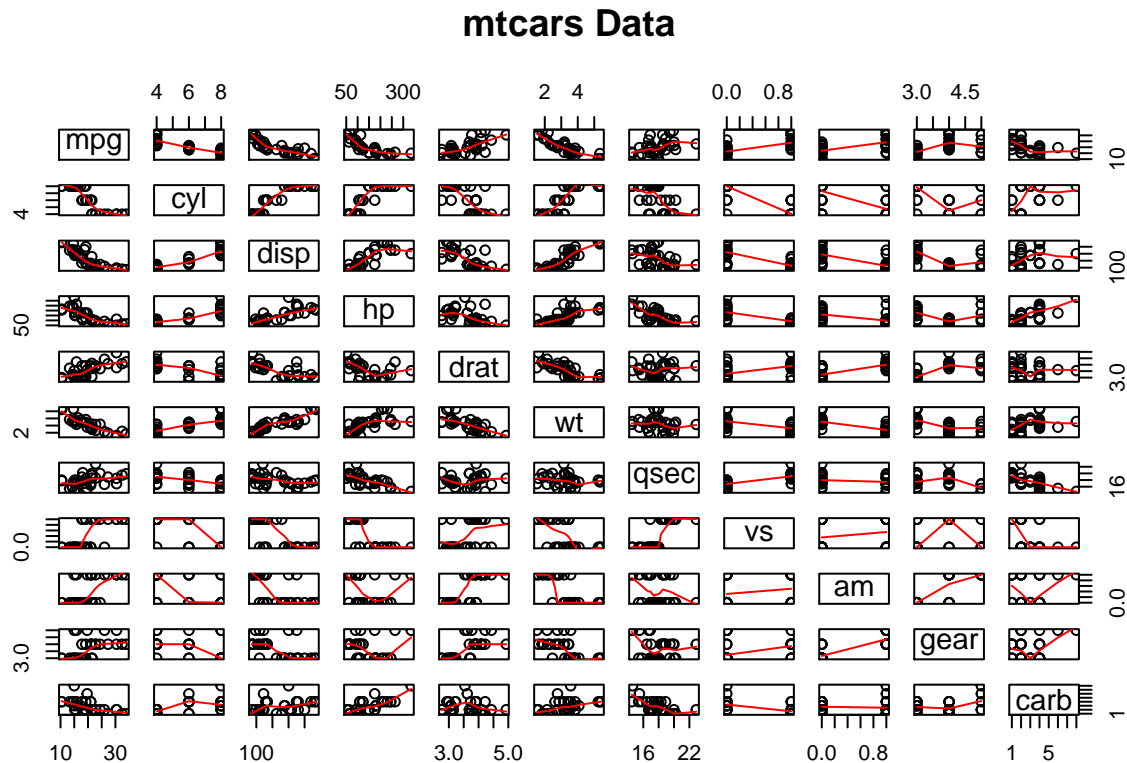 mtcars Data
4 6 8 50 300 2 4 0.0 0.8 3.0 4.5
mpg 10
4 cyl
disp 100
50 hp
drat 3.0
2 wt
qsec 16
0.0 vs
am 0.0
3.0 gear
carb 1
10 30 100 3.0 5.0 16 22 0.0 0.8 1 5